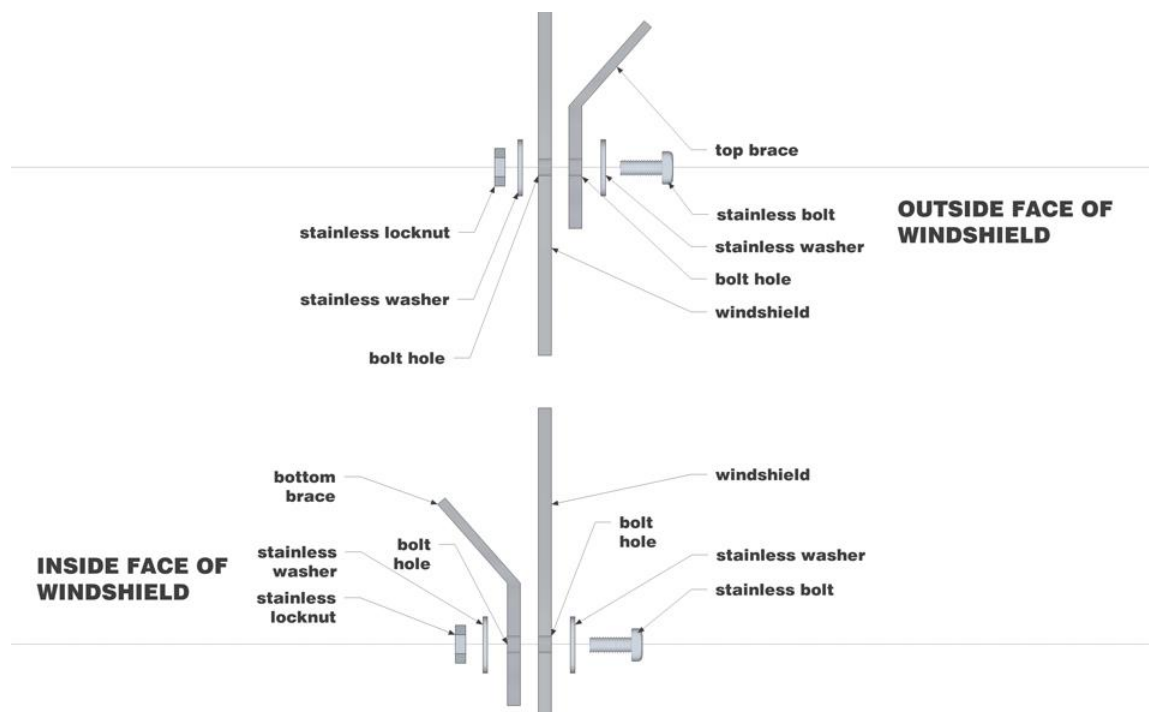 top brace
stainless bolt
OUTSIDE FACE OF
WINDSHIELD
stainless locknut
stainless washer
bolt hole
stainless washer
windshield
bolt hole
bottom
brace
windshield
bolt
hole
bolt
hole
stainless
washer
stainless washer
INSIDE FACE OF
WINDSHIELD
stainless bolt
stainless
locknut